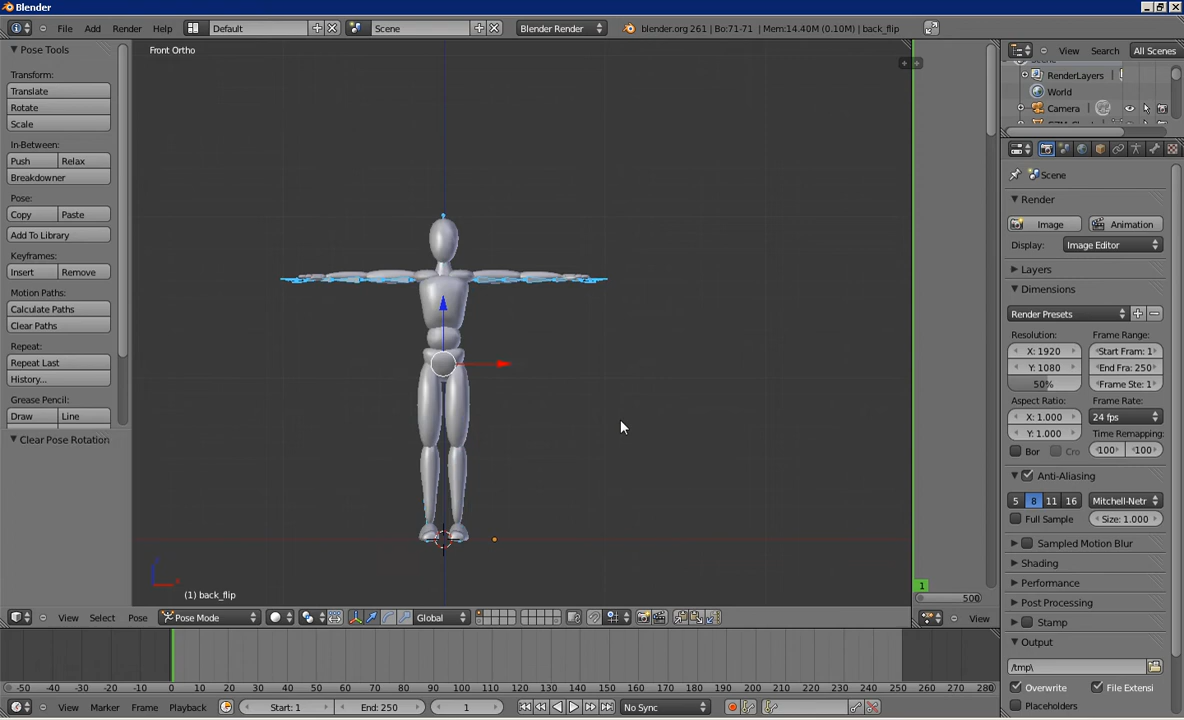 Blender
File Add Render Help Default Scene Blender Render blender.org 261 | Bo:71-71 | Mem:14.40M (0.10M) | back_flip
Pose Tools
Transform:
Translate
Rotate
Scale
In-Between:
Push Relax
Breakdowner
Pose:
Copy Paste
Add To Library
Keyframes:
Insert Remove
Motion Paths:
Calculate Paths
Clear Paths
Repeat:
Repeat Last
History...
Grease Pencil:
Draw Line
Clear Pose Rotation
Front Ortho
(1) back_flip
View Select Pose Pose Mode Global
1
500
View
View Search All Scenes
RenderLayers
World
Camera
Scene
Render
Image Animation
Display: Image Editor
Layers
Dimensions
Render Presets
Resolution: Frame Range:
X: 1920 Start Fram: 1
Y: 1080 End Fra: 250
50% Frame Ste: 1
Aspect Ratio: Frame Rate:
X: 1.000 24 fps
Y: 1.000 Time Remapping:
Bor Cro 100 100
Anti-Aliasing
5 8 11 16 Mitchell-Netr
Full Sample Size: 1.000
Sampled Motion Blur
Shading
Performance
Post Processing
Stamp
Output
/tmp\
Overwrite File Extensi
Placeholders
-50 -40 -30 -20 -10 0 10 20 30 40 50 60 70 80 90 100 110 120 130 140 150 160 170 180 190 200 210 220 230 240 250 260 270 280
View Marker Frame Playback Start: 1 End: 250 1 No Sync